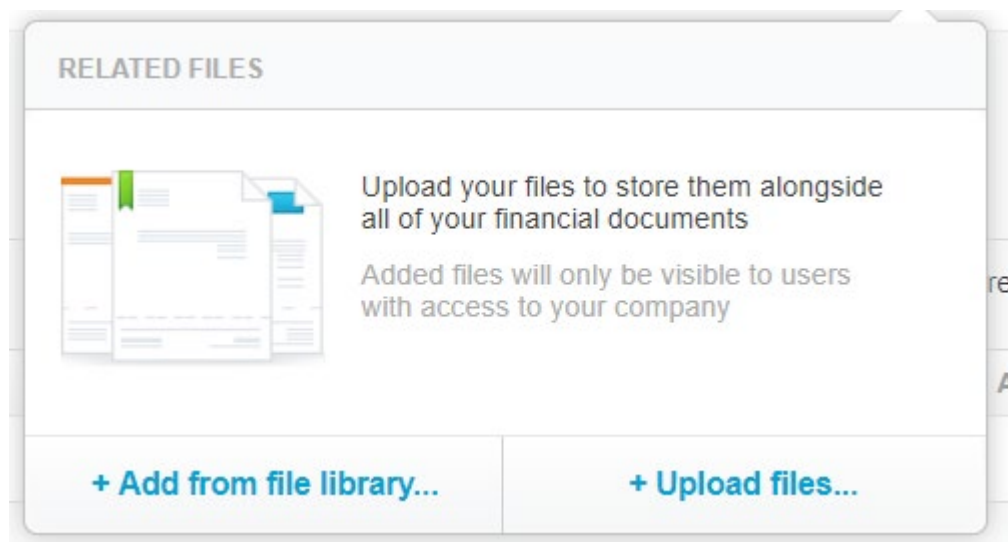 RELATED FILES
Upload your files to store them alongside
all of your financial documents
Added files will only be visible to users
with access to your company
re
A
+ Add from file library...
+ Upload files...